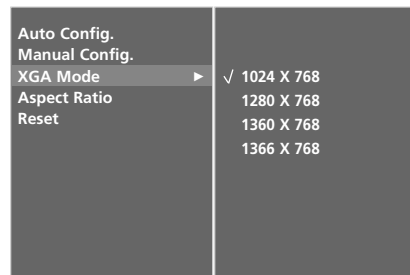 Auto Config.
Manual Config.
XGA Mode ►
Aspect Ratio
Reset
√ 1024 X 768
1280 X 768
1360 X 768
1366 X 768